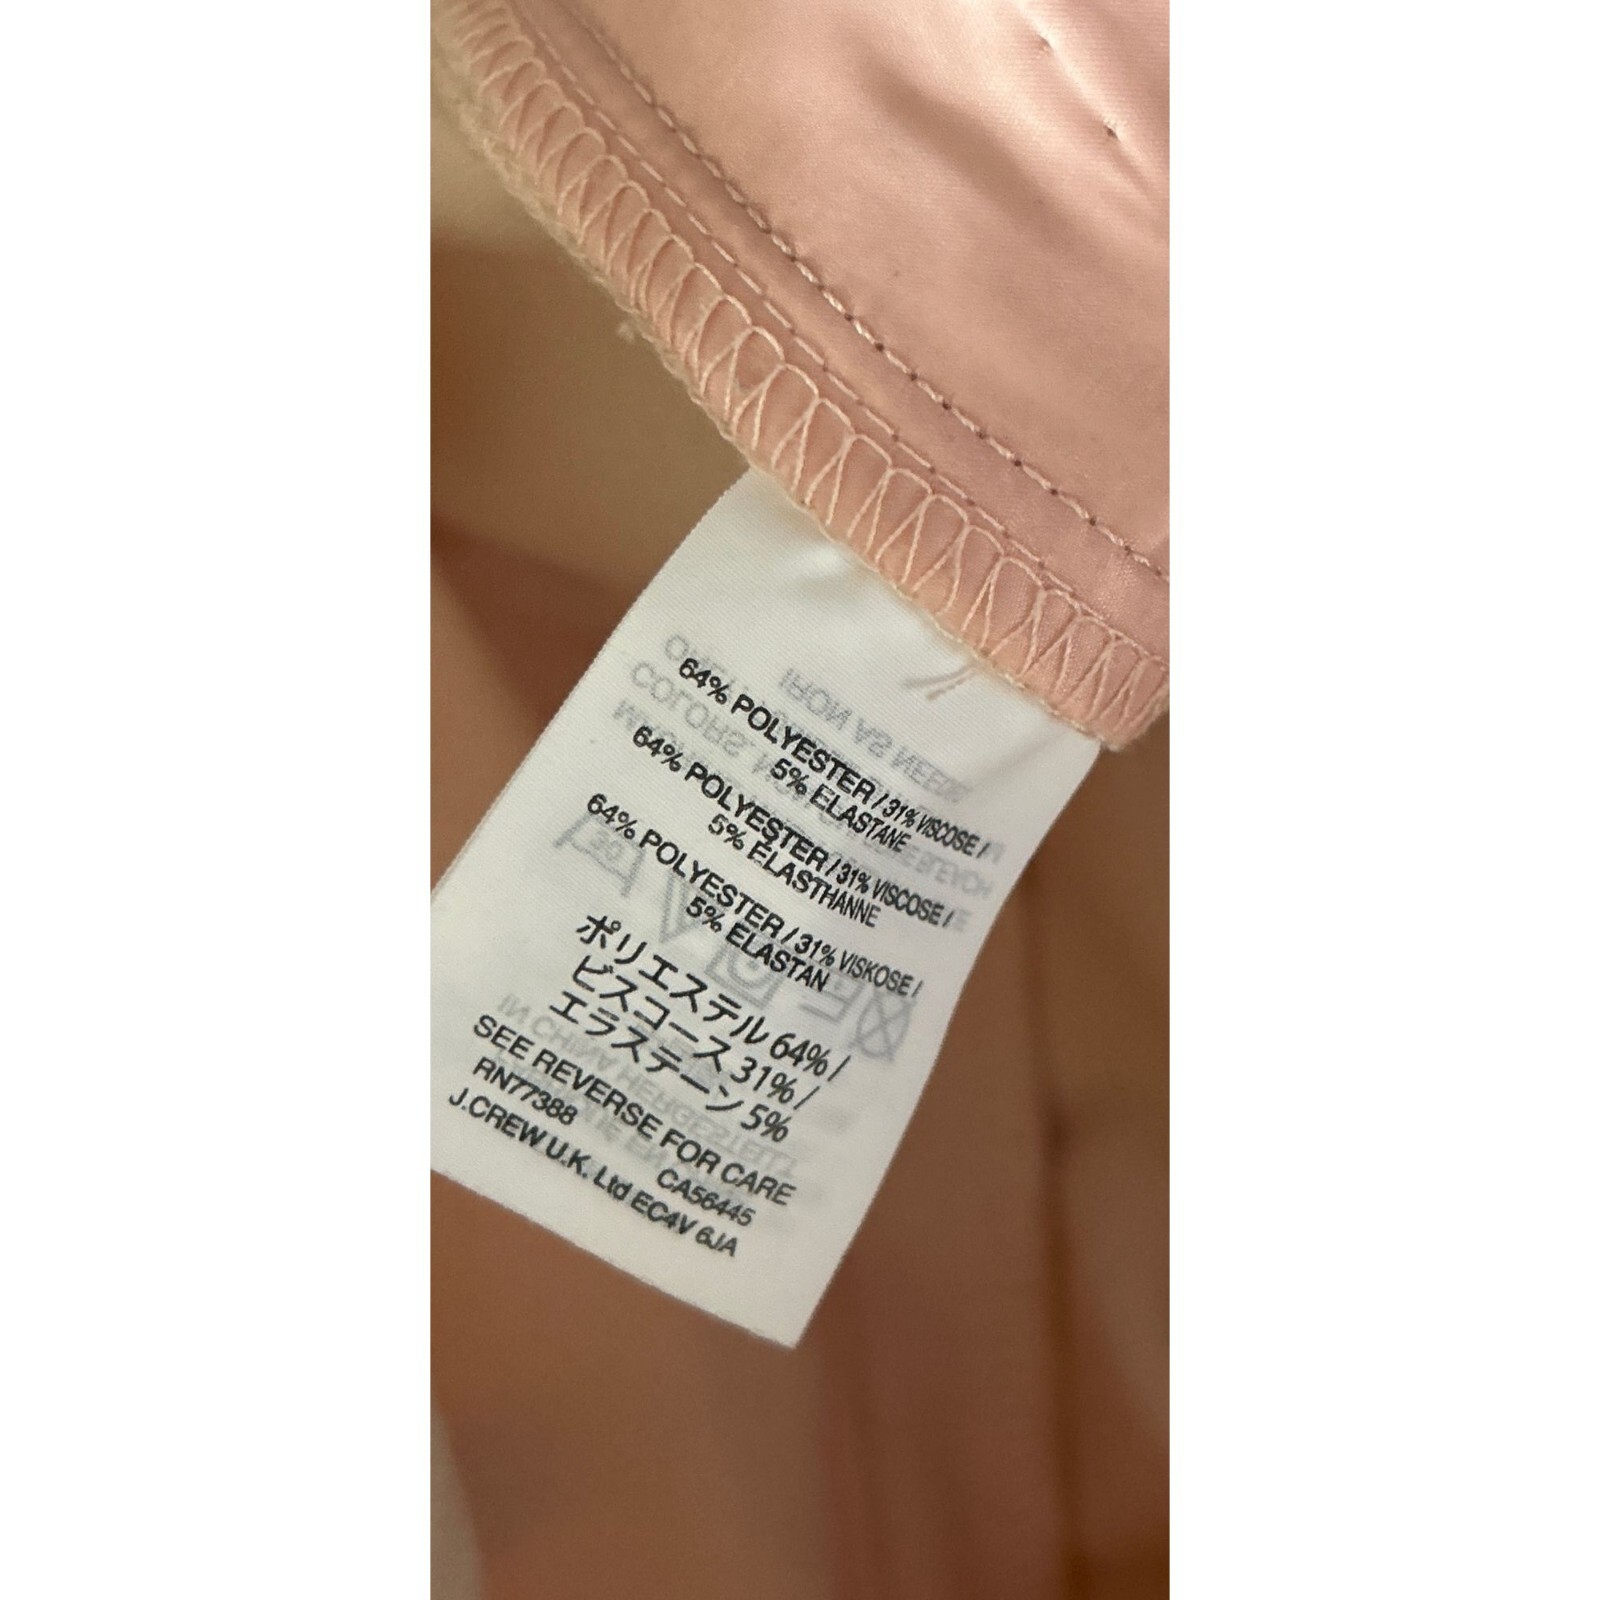 64% POLYESTER / 31% VISCOSE /
5% ELASTANE
64% POLYESTER / 31% VISCOSE /
5% ÉLASTHANNE
64% POLYESTER / 31% VISKOSE /
5% ELASTAN
ポリエステル 64% /
ビスコース 31% /
エラステーン 5%
SEE REVERSE FOR CARE
RN77388 CA56445
J.CREW U.K. Ltd EC4V 6JA